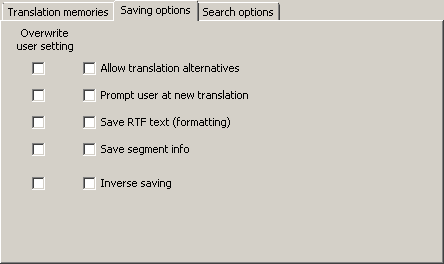 Translation memories Saving options Search options
Overwrite
user setting
Allow translation alternatives
Prompt user at new translation
Save RTF text (formatting)
Save segment info
Inverse saving